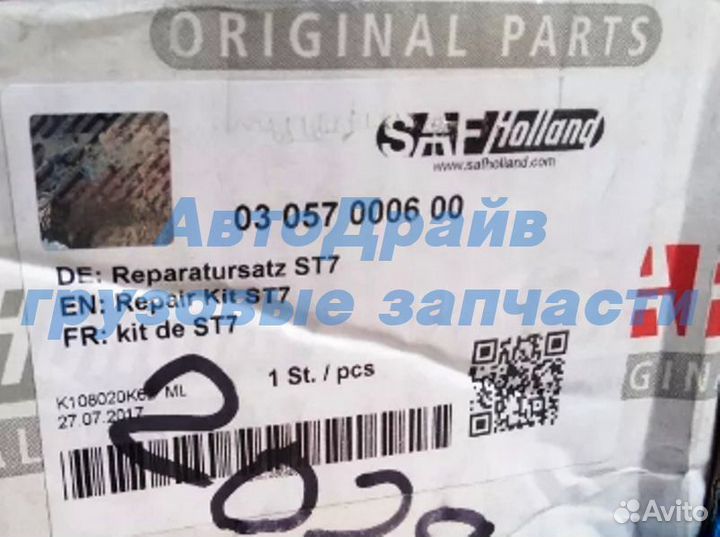 ORIGINAL PARTS
SAF Holland
www.safholland.com
03 057 0006 00
АвтоДрайв
DE: Reparatursatz ST7
EN: Repair Kit ST7
грузовые запчасти
FR: kit de ST7
1 St. / pcs
ML
27.07.2017
Avito